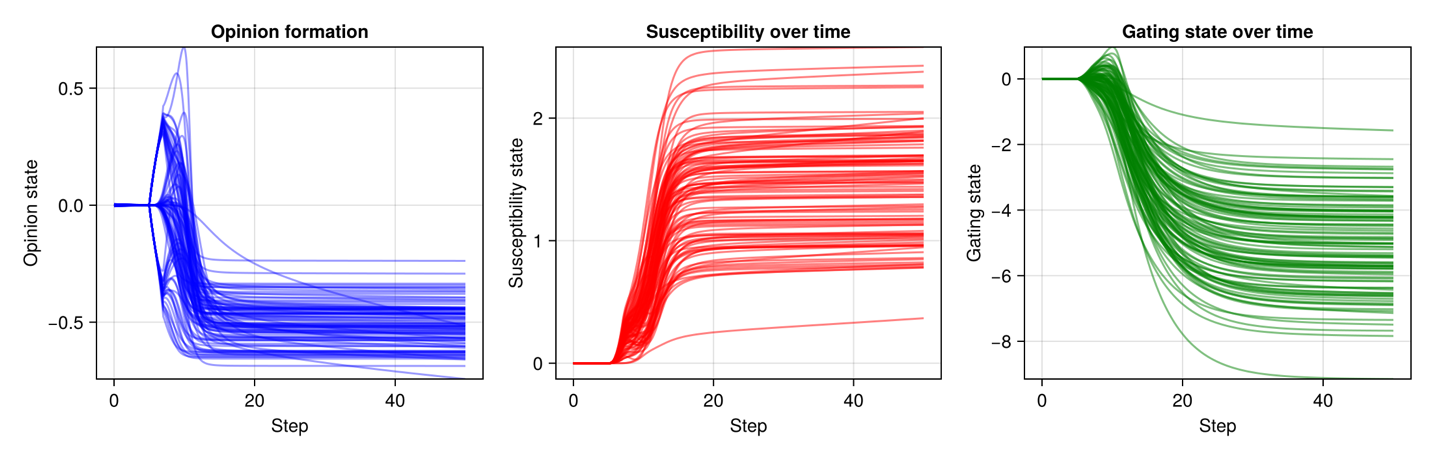 Opinion formation
Opinion state
0.5
0.0
−0.5
0
20
40
Step
Susceptibility over time
Susceptibility state
2
1
0
0
20
40
Step
Gating state over time
Gating state
0
−2
−4
−6
−8
0
20
40
Step